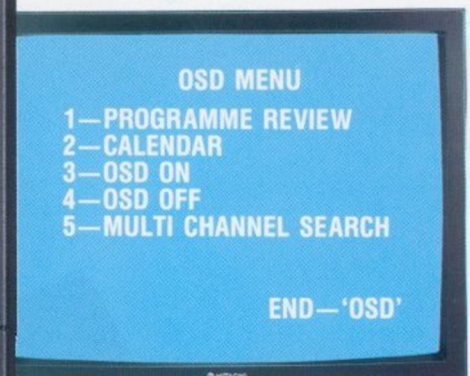 OSD MENU
1—PROGRAMME REVIEW
2—CALENDAR
3—OSD ON
4—OSD OFF
5—MULTI CHANNEL SEARCH
END—‘OSD’
HITACHI